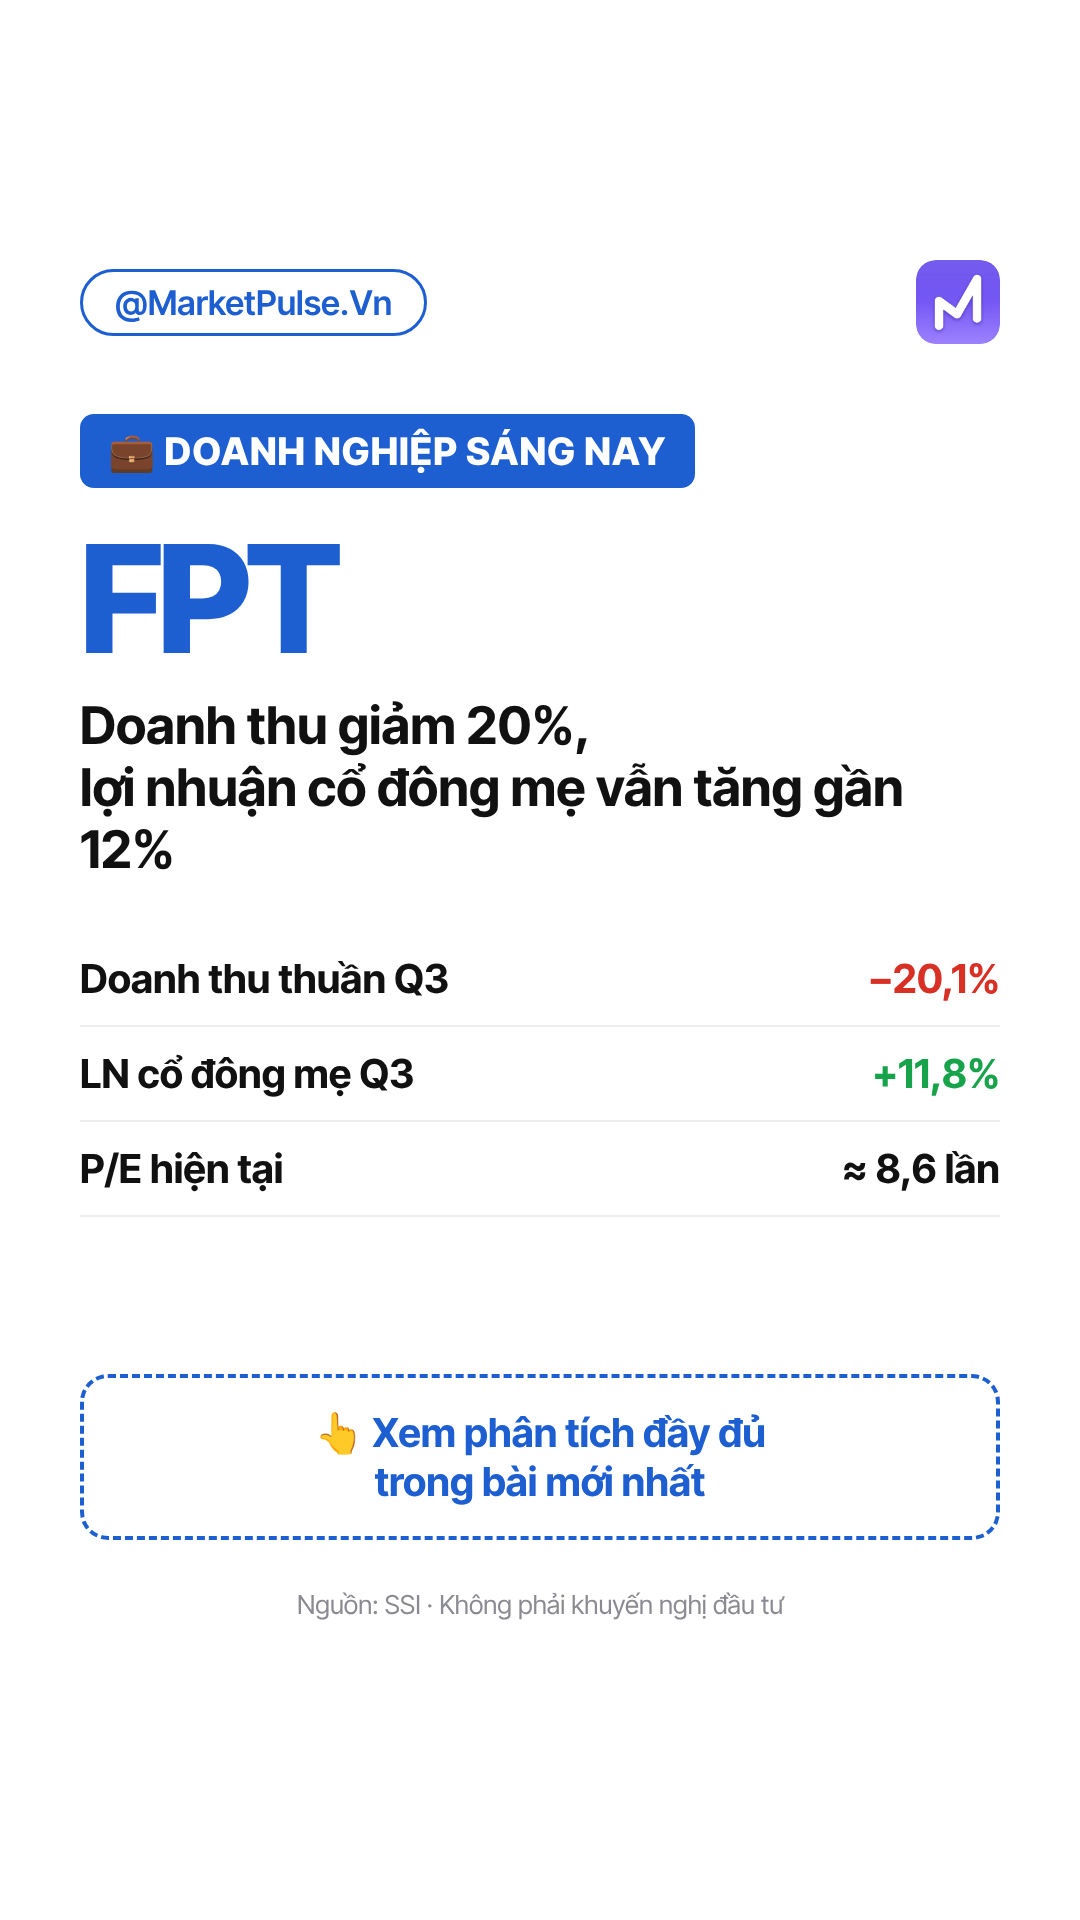 @MarketPulse.Vn
💼 DOANH NGHIỆP SÁNG NAY
FPT
Doanh thu giảm 20%,
lợi nhuận cổ đông mẹ vẫn tăng gần
12%
Doanh thu thuần Q3 –20,1%
LN cổ đông mẹ Q3 +11,8%
P/E hiện tại ≈ 8,6 lần
👆 Xem phân tích đầy đủ
trong bài mới nhất
Nguồn: SSI · Không phải khuyến nghị đầu tư